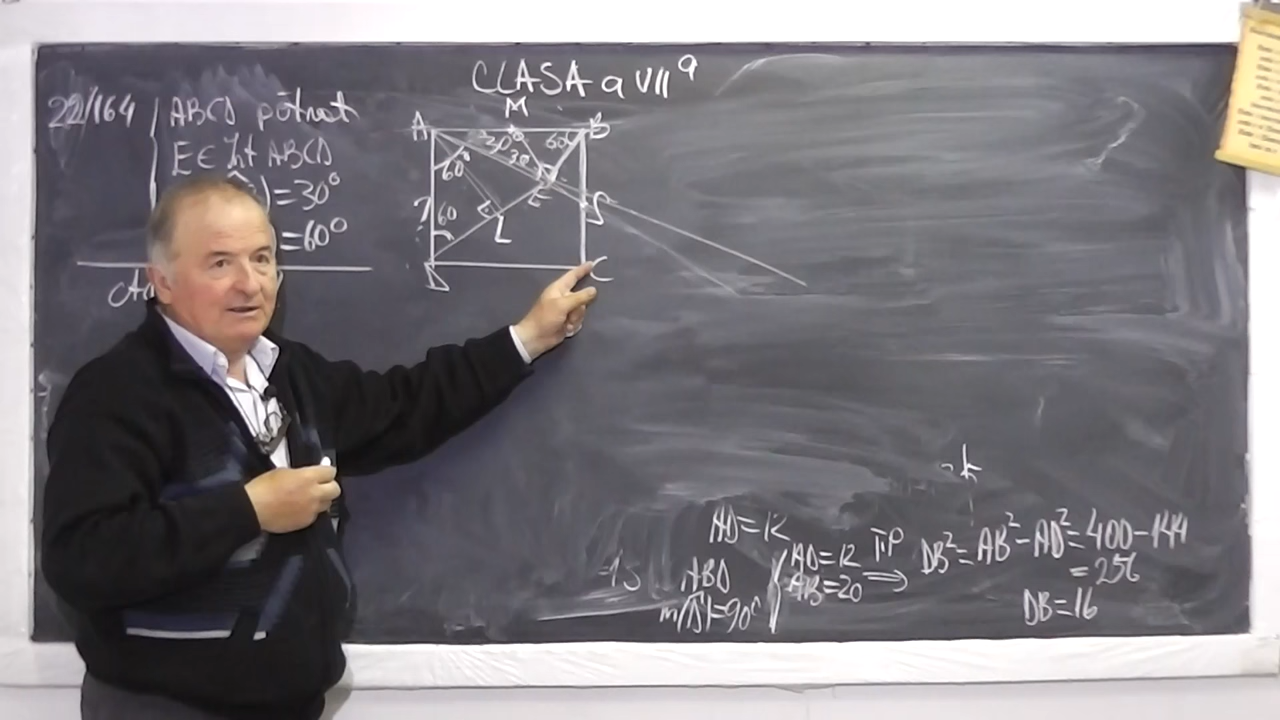 CLASA a VII a
22/164
ABCD pătrat
E ∈ Int ABCD
)=30°
=60°
A
M
B
30°
60
30
60°
E
S
?
60
L
D
C
AD=12
ABD
m(D)=90°
AD=12
AB=20
T.P
⇒
DB²=AB²-AD²=400-144
=256
DB=16